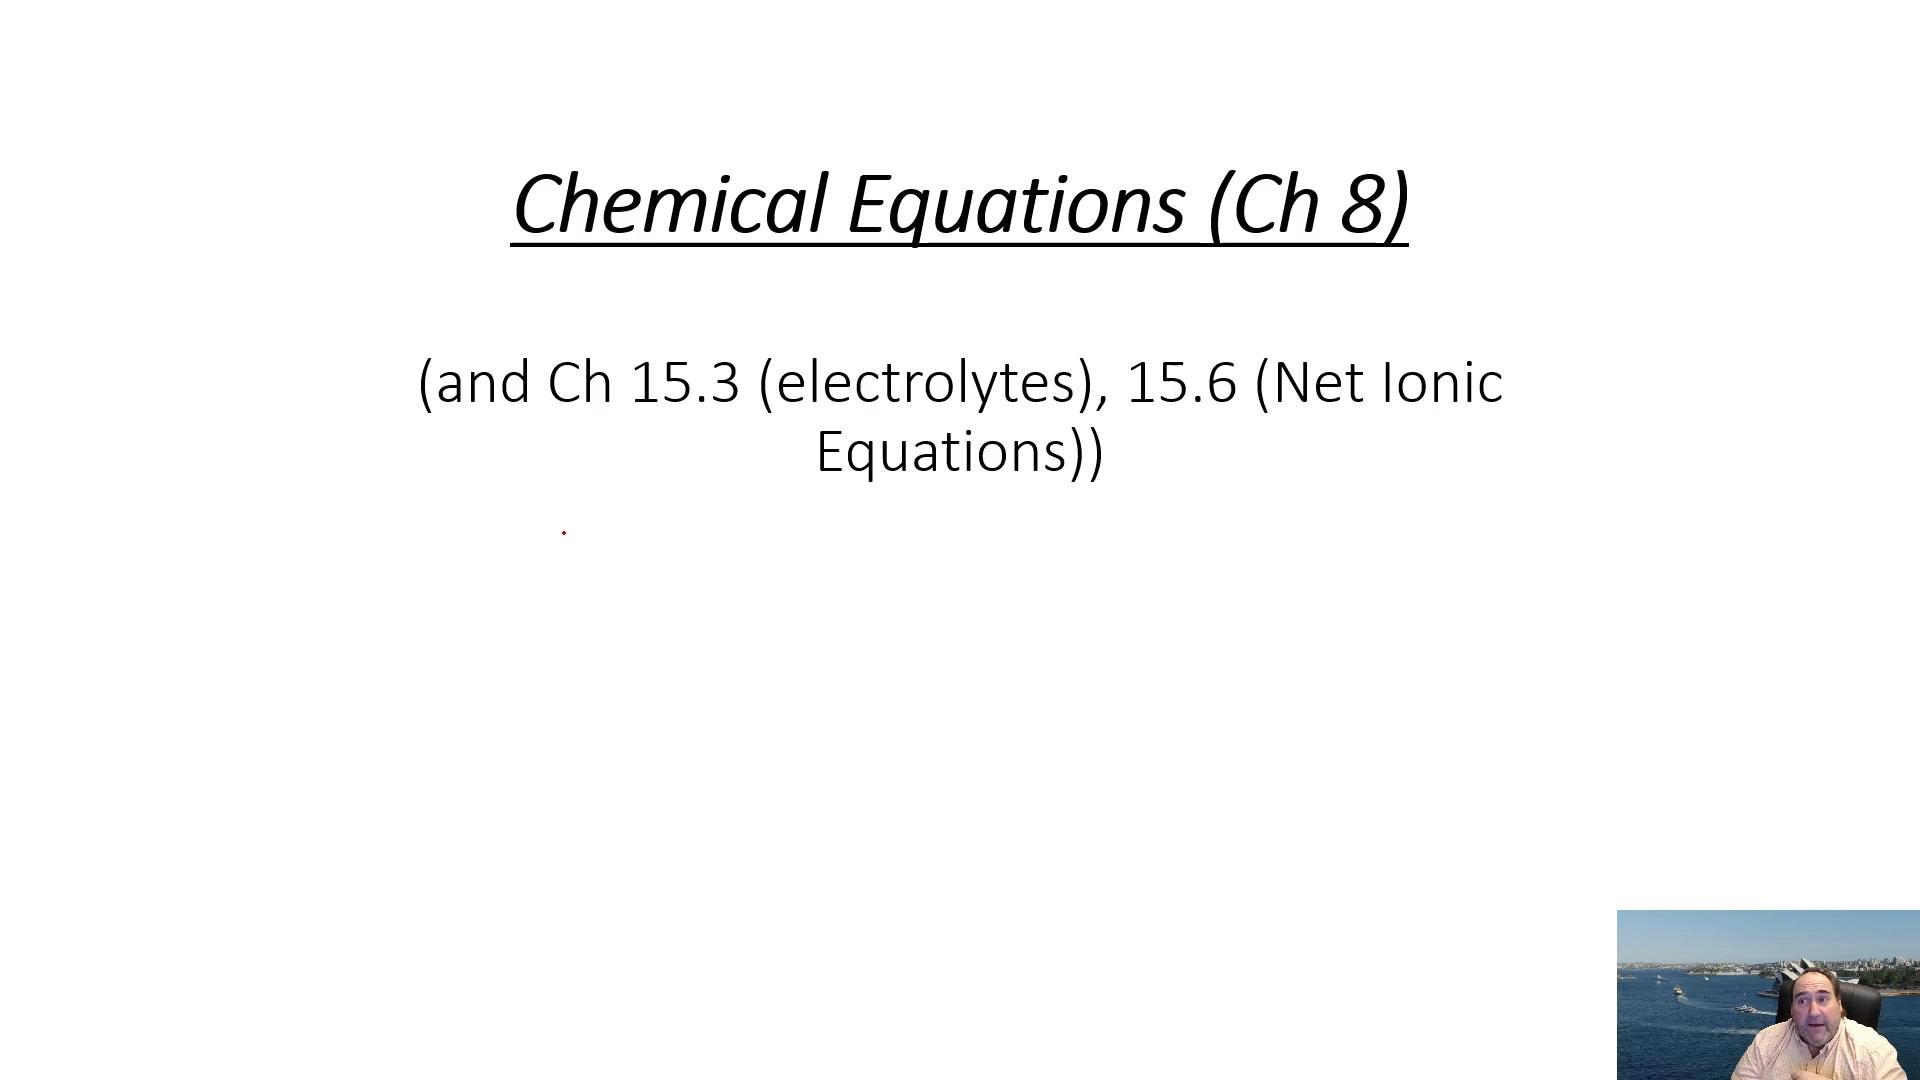 Chemical Equations (Ch 8)
(and Ch 15.3 (electrolytes), 15.6 (Net Ionic
Equations))